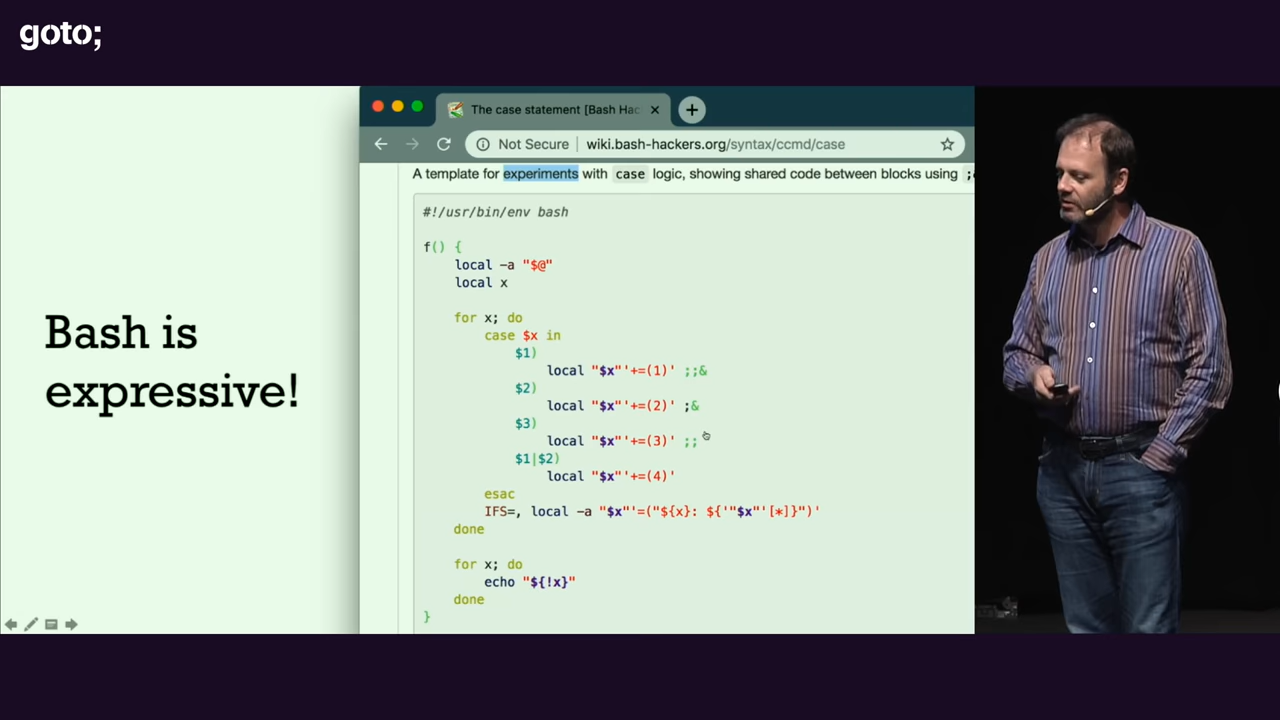 goto;
Bash is
expressive!
The case statement [Bash Hac
Not Secure | wiki.bash-hackers.org/syntax/ccmd/case
A template for experiments with case logic, showing shared code between blocks using ;&
#!/usr/bin/env bash
f() {
local -a "$@"
local x
for x; do
case $x in
$1)
local "$x"'+=(1)' ;;&
$2)
local "$x"'+=(2)' ;&
$3)
local "$x"'+=(3)' ;;
$1|$2)
local "$x"'+=(4)'
esac
IFS=, local -a "$x"'=("${x}: ${'"$x"'[*]}")'
done
for x; do
echo "${!x}"
done
}